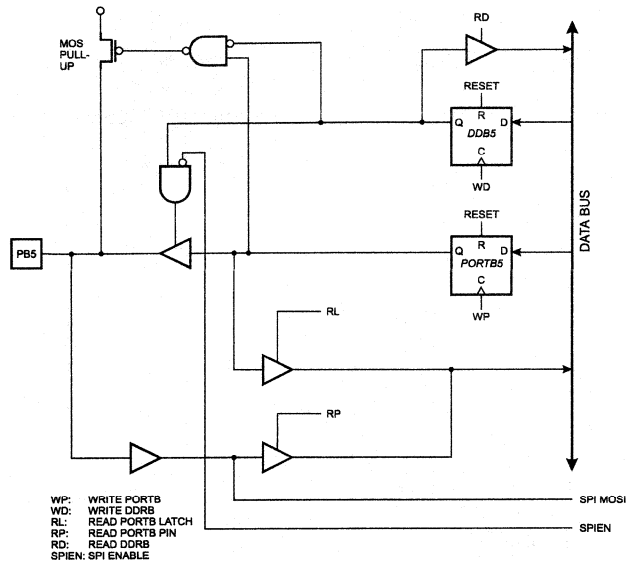 MOS
PULL-
UP
RD
RESET
R
Q
D
DDB5
C
WD
RESET
R
Q
D
PORTB5
C
WP
DATA BUS
PB5
RL
RP
SPI MOSI
SPIEN
WP: WRITE PORTB
WD: WRITE DDRB
RL: READ PORTB LATCH
RP: READ PORTB PIN
RD: READ DDRB
SPIEN: SPI ENABLE